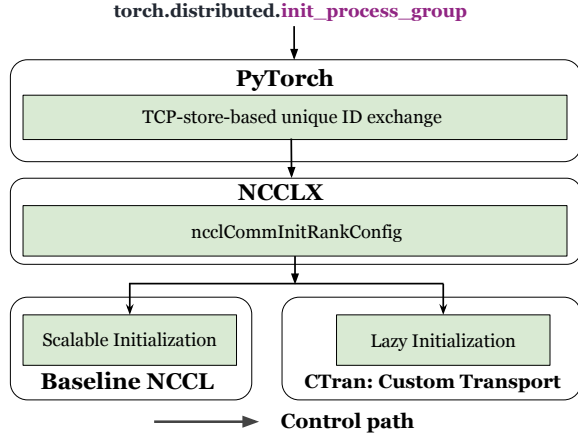 torch.distributed.init_process_group
PyTorch
TCP-store-based unique ID exchange
NCCLX
ncclCommInitRankConfig
Scalable Initialization
Baseline NCCL
Lazy Initialization
CTran: Custom Transport
Control path